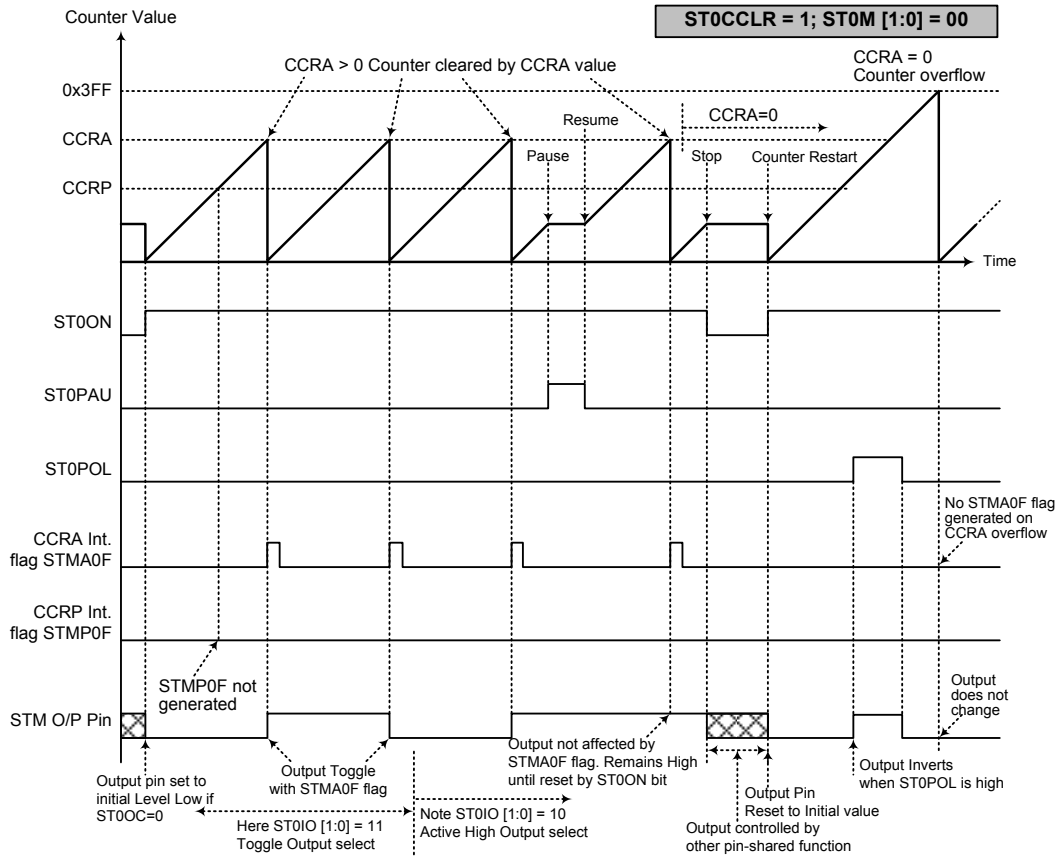 Counter Value
ST0CCLR = 1; ST0M [1:0] = 00
CCRA > 0 Counter cleared by CCRA value
CCRA = 0
Counter overflow
0x3FF
CCRA=0
Resume
CCRA
Pause
Stop
Counter Restart
CCRP
Time
ST0ON
ST0PAU
ST0POL
No STMA0F flag
generated on
CCRA overflow
CCRA Int.
flag STMA0F
CCRP Int.
flag STMP0F
STMP0F not
generated
Output
does not
change
STM O/P Pin
Output pin set to
initial Level Low if
ST0OC=0
Output Toggle
with STMA0F flag
Output not affected by
STMA0F flag. Remains High
until reset by ST0ON bit
Output Inverts
when ST0POL is high
Here ST0IO [1:0] = 11
Toggle Output select
Note ST0IO [1:0] = 10
Active High Output select
Output Pin
Reset to Initial value
Output controlled by
other pin-shared function